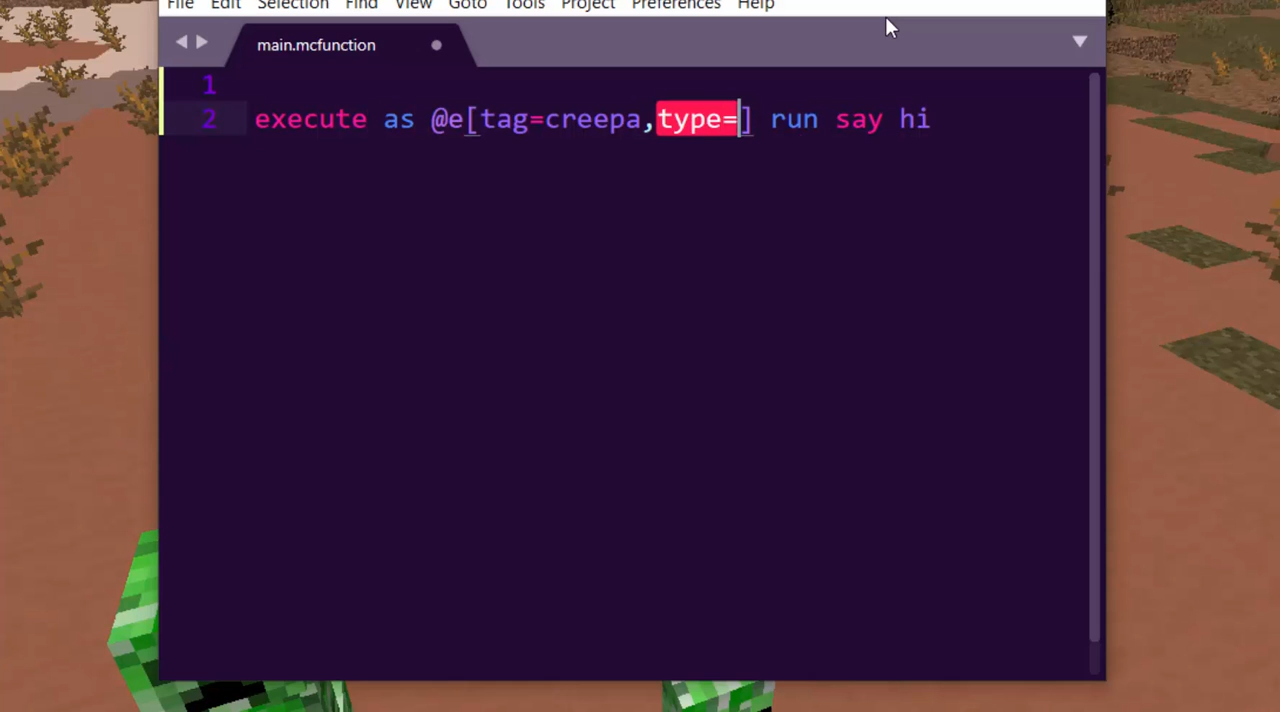 File Edit Selection Find View Goto Tools Project Preferences Help
main.mcfunction
1
2 execute as @e[tag=creepa,type=] run say hi